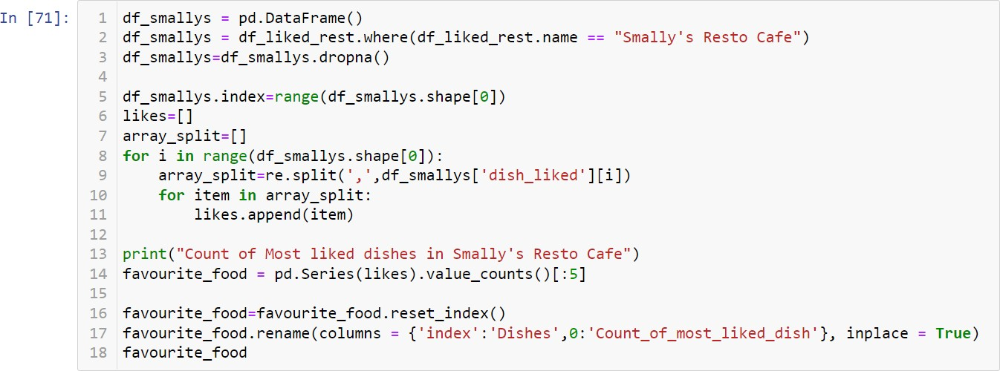 In [71]:
1 df_smallys = pd.DataFrame()
2 df_smallys = df_liked_rest.where(df_liked_rest.name == "Smally's Resto Cafe")
3 df_smallys=df_smallys.dropna()
4
5 df_smallys.index=range(df_smallys.shape[0])
6 likes=[]
7 array_split=[]
8 for i in range(df_smallys.shape[0]):
9     array_split=re.split(',',df_smallys['dish_liked'][i])
10     for item in array_split:
11         likes.append(item)
12
13 print("Count of Most liked dishes in Smally's Resto Cafe")
14 favourite_food = pd.Series(likes).value_counts()[:5]
15
16 favourite_food=favourite_food.reset_index()
17 favourite_food.rename(columns = {'index':'Dishes',0:'Count_of_most_liked_dish'}, inplace = True)
18 favourite_food